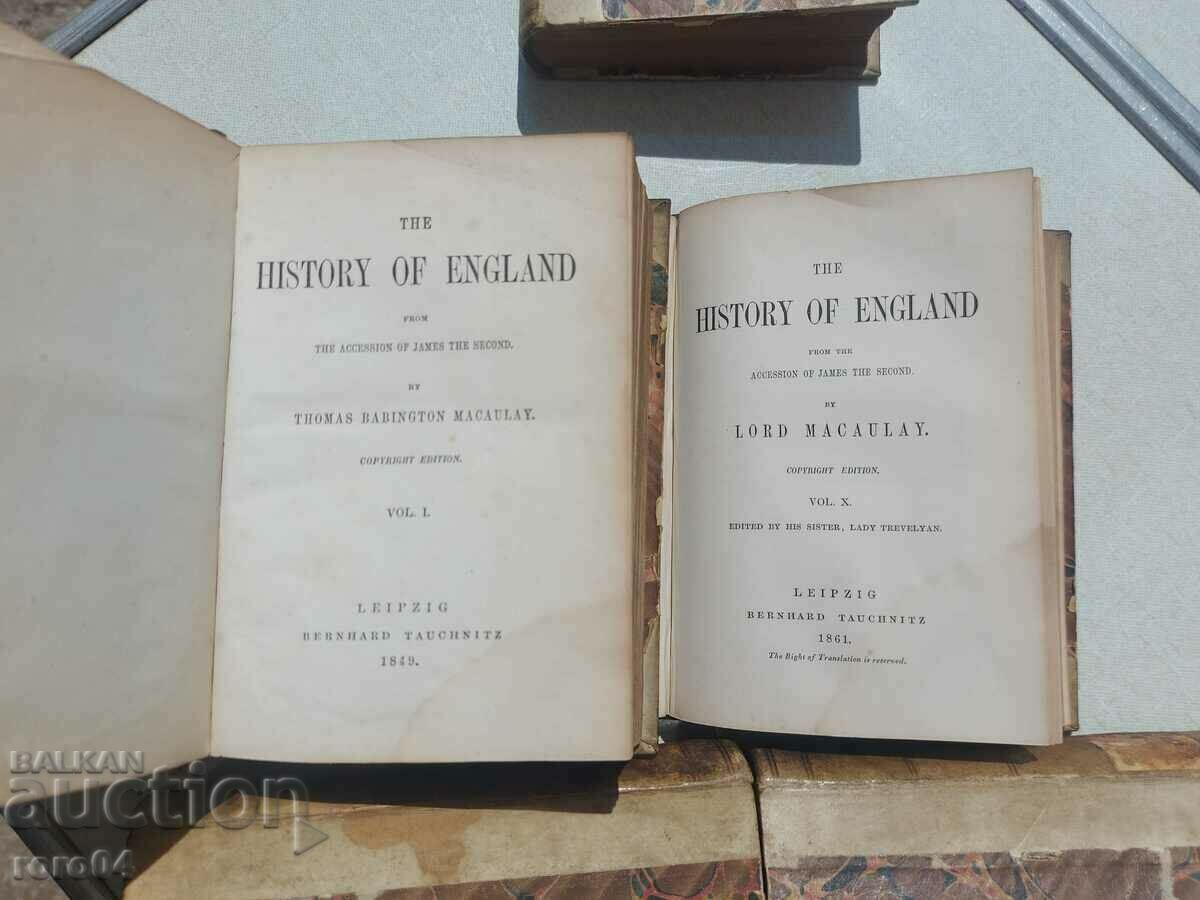 THE
HISTORY OF ENGLAND
FROM
THE ACCESSION OF JAMES THE SECOND.
BY
THOMAS BABINGTON MACAULAY.
COPYRIGHT EDITION.
VOL. I.
LEIPZIG
BERNHARD TAUCHNITZ
1849.
THE
HISTORY OF ENGLAND
FROM THE
ACCESSION OF JAMES THE SECOND.
BY
LORD MACAULAY.
COPYRIGHT EDITION.
VOL. X.
EDITED BY HIS SISTER, LADY TREVELYAN.
LEIPZIG
BERNHARD TAUCHNITZ
1861.
The Right of Translation is reserved.
BALKAN
auction
roro04